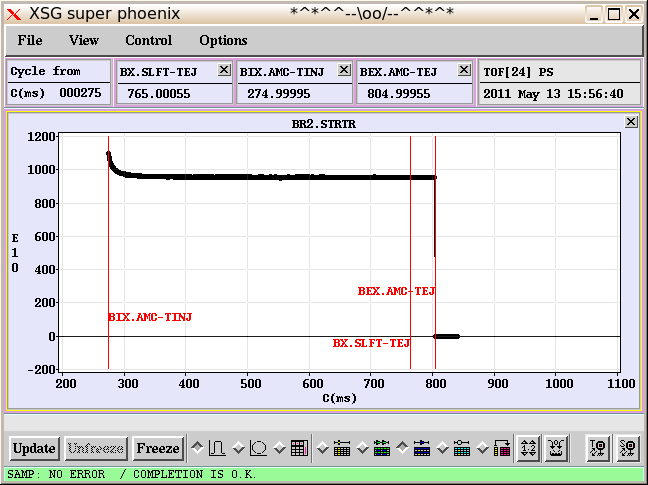 XSG super phoenix *^*^^--\oo/--^^*^*
File View Control Options
Cycle from BX.SLFT-TEJ BIX.AMC-TINJ BEX.AMC-TEJ TOF[24] PS
C(ms) 000275 765.00055 274.99995 804.99955 2011 May 13 15:56:40
BR2.STRTR
1200
1000
800
600
E10
400
200
0
-200
BEX.AMC-TEJ
BIX.AMC-TINJ
BX.SLFT-TEJ
200 300 400 500 600 700 800 900 1000 1100
C(ms)
Update Unfreeze Freeze
SAMP: NO ERROR / COMPLETION IS O.K.